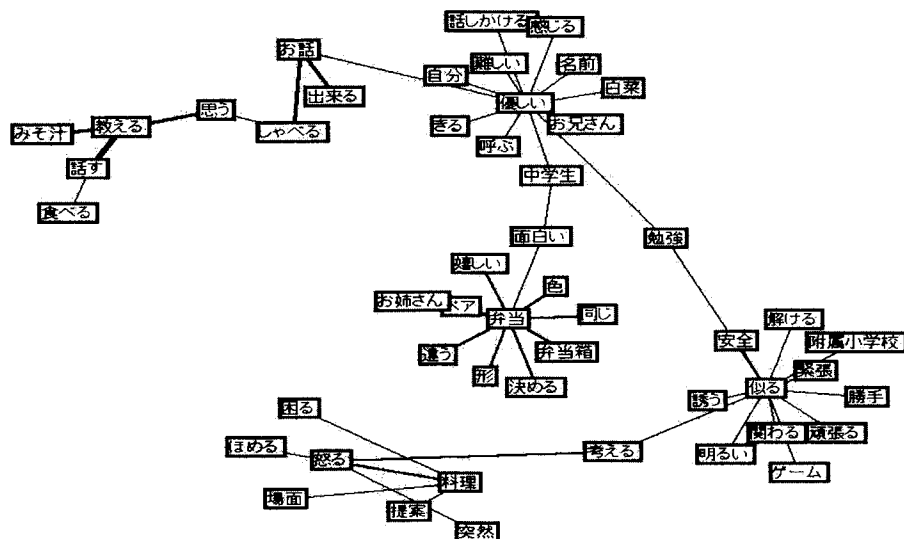 話しかける
感じる
お話
難しい
名前
自分
出来る
白菜
優しい
思う
きる
お兄さん
教える
みそ汁
しゃべる
呼ぶ
話す
中学生
食べる
面白い
勉強
嬉しい
色
お姉さん
ペア
弁当
同じ
解ける
安全
附属小学校
違う
弁当箱
緊張
形
決める
似る
勝手
誘う
困る
関わる
頑張る
ほめる
怒る
考える
明るい
ゲーム
料理
場面
提案
突然